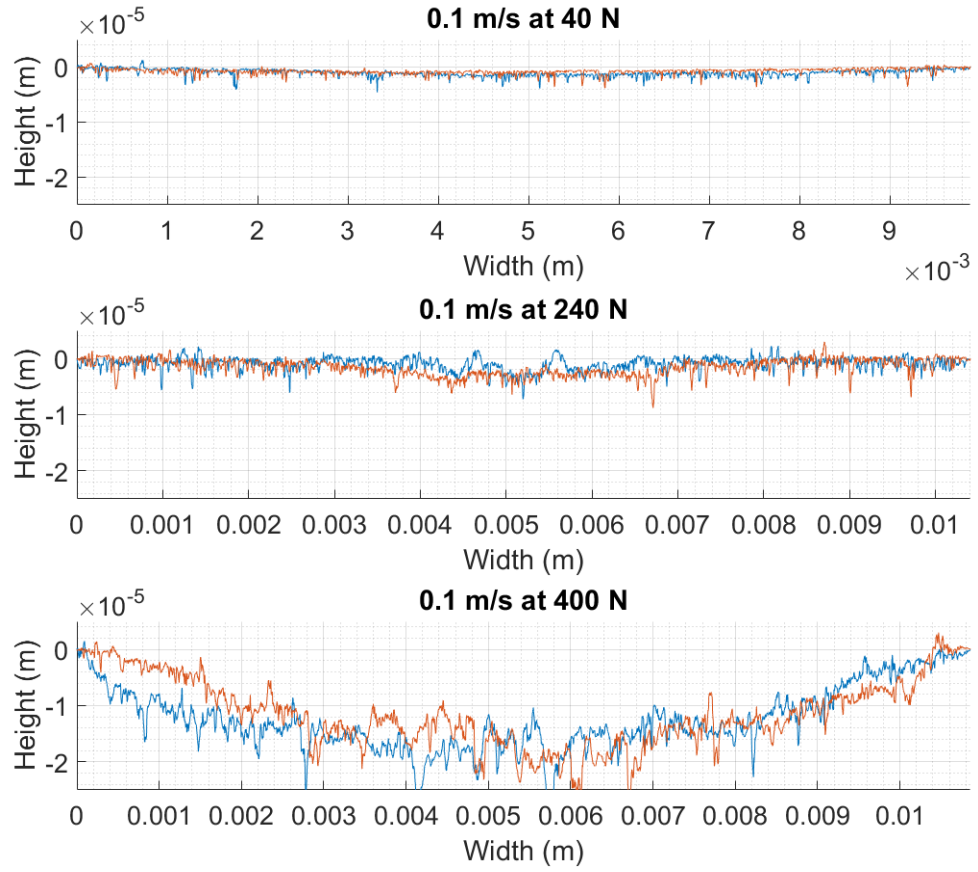 0.1 m/s at 40 N
×10⁻⁵
Height (m)
0
-1
-2
0 1 2 3 4 5 6 7 8 9
Width (m)
×10⁻³
0.1 m/s at 240 N
×10⁻⁵
Height (m)
0
-1
-2
0 0.001 0.002 0.003 0.004 0.005 0.006 0.007 0.008 0.009 0.01
Width (m)
0.1 m/s at 400 N
×10⁻⁵
Height (m)
0
-1
-2
0 0.001 0.002 0.003 0.004 0.005 0.006 0.007 0.008 0.009 0.01
Width (m)